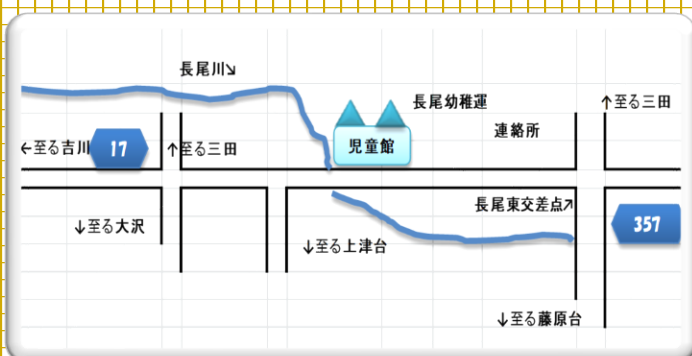 長尾川↘
長尾幼稚運
↑至る三田
連絡所
←至る吉川
17
↑至る三田
児童館
長尾東交差点↗
357
↓至る大沢
↓至る上津台
↓至る藤原台